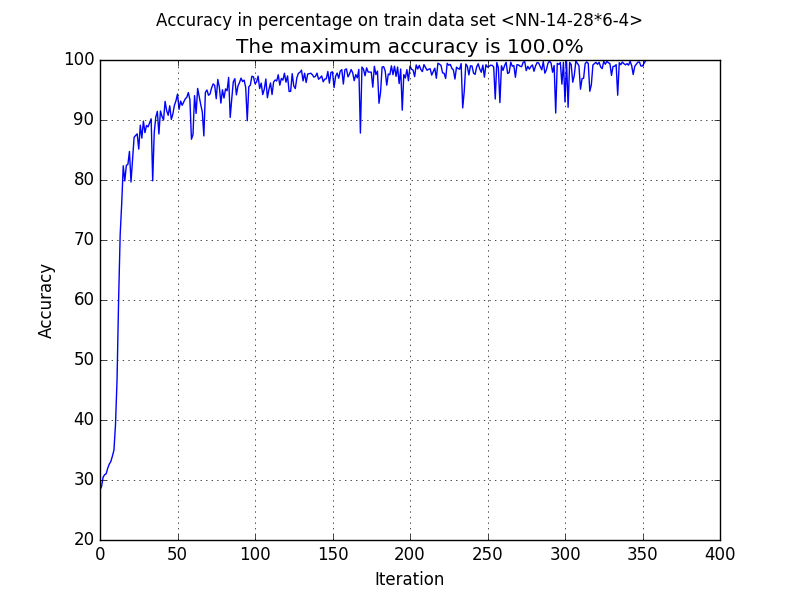 Accuracy in percentage on train data set <NN-14-28*6-4>
The maximum accuracy is 100.0%
100
90
80
70
60
50
40
30
20
Accuracy
0 50 100 150 200 250 300 350 400
Iteration